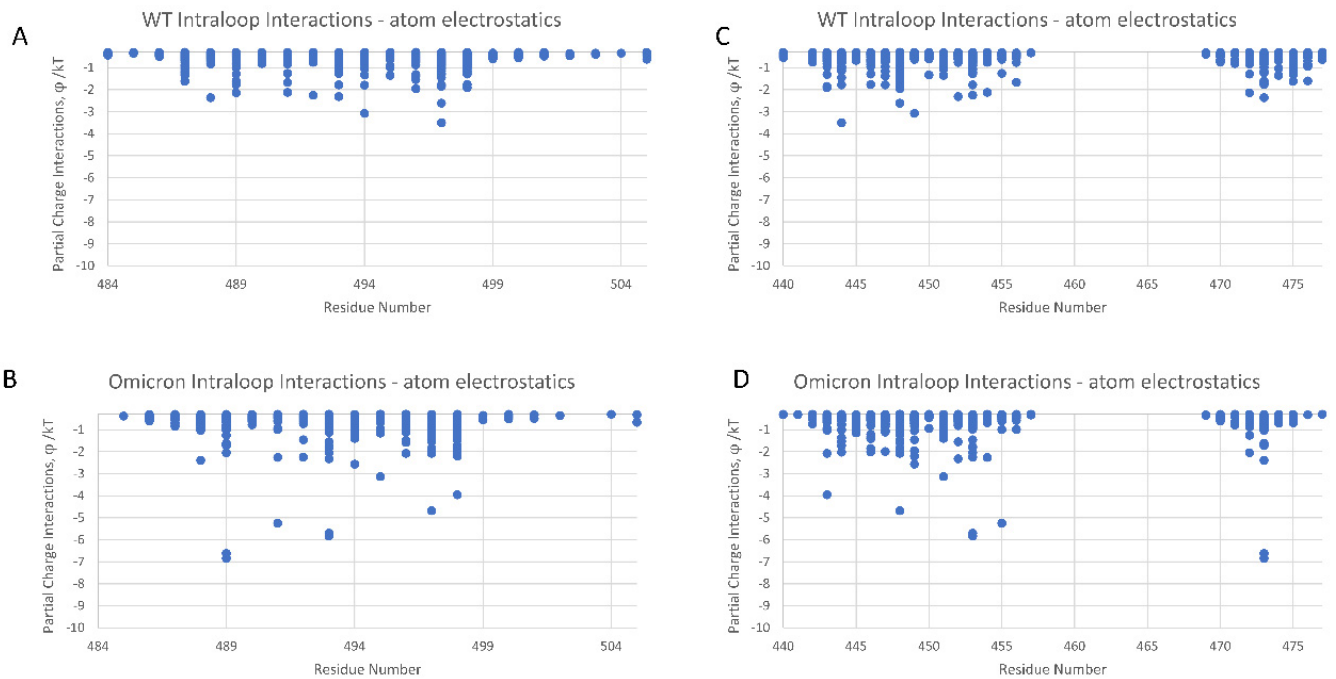 A
WT Intraloop Interactions - atom electrostatics
Partial Charge Interactions, φ /kT
-1
-2
-3
-4
-5
-6
-7
-8
-9
-10
484 489 494 499 504
Residue Number
C
WT Intraloop Interactions - atom electrostatics
Partial Charge Interactions, φ /kT
-1
-2
-3
-4
-5
-6
-7
-8
-9
-10
440 445 450 455 460 465 470 475
Residue Number
B
Omicron Intraloop Interactions - atom electrostatics
Partial Charge Interactions, φ /kT
-1
-2
-3
-4
-5
-6
-7
-8
-9
-10
484 489 494 499 504
Residue Number
D
Omicron Intraloop Interactions - atom electrostatics
Partial Charge Interactions, φ /kT
-1
-2
-3
-4
-5
-6
-7
-8
-9
-10
440 445 450 455 460 465 470 475
Residue Number